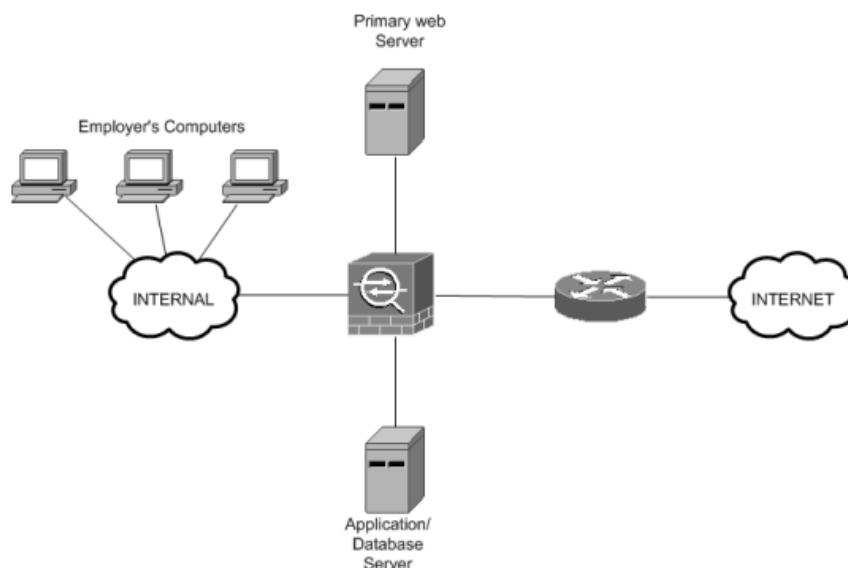 Primary web
Server
Employer's Computers
INTERNAL
INTERNET
Application/
Database
Server